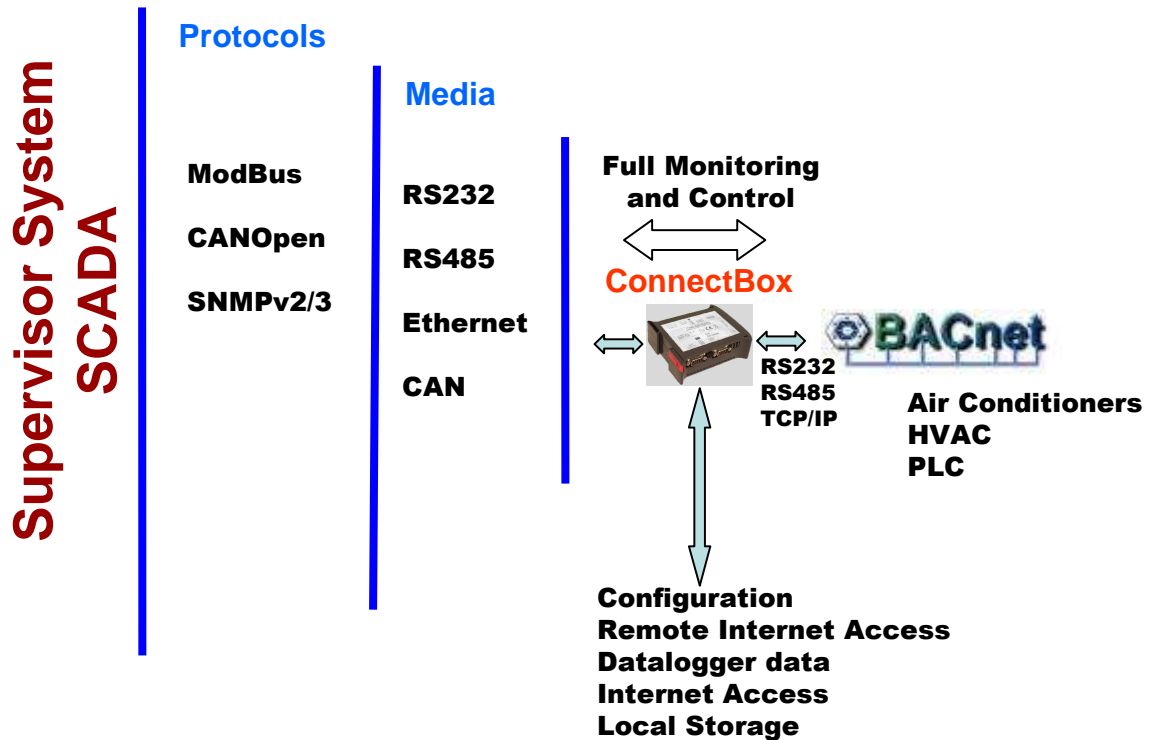 Supervisor System
SCADA
Protocols
ModBus
CANOpen
SNMPv2/3
Media
RS232
RS485
Ethernet
CAN
Full Monitoring
and Control
ConnectBox
RS232
RS485
TCP/IP
BACnet
Air Conditioners
HVAC
PLC
Configuration
Remote Internet Access
Datalogger data
Internet Access
Local Storage